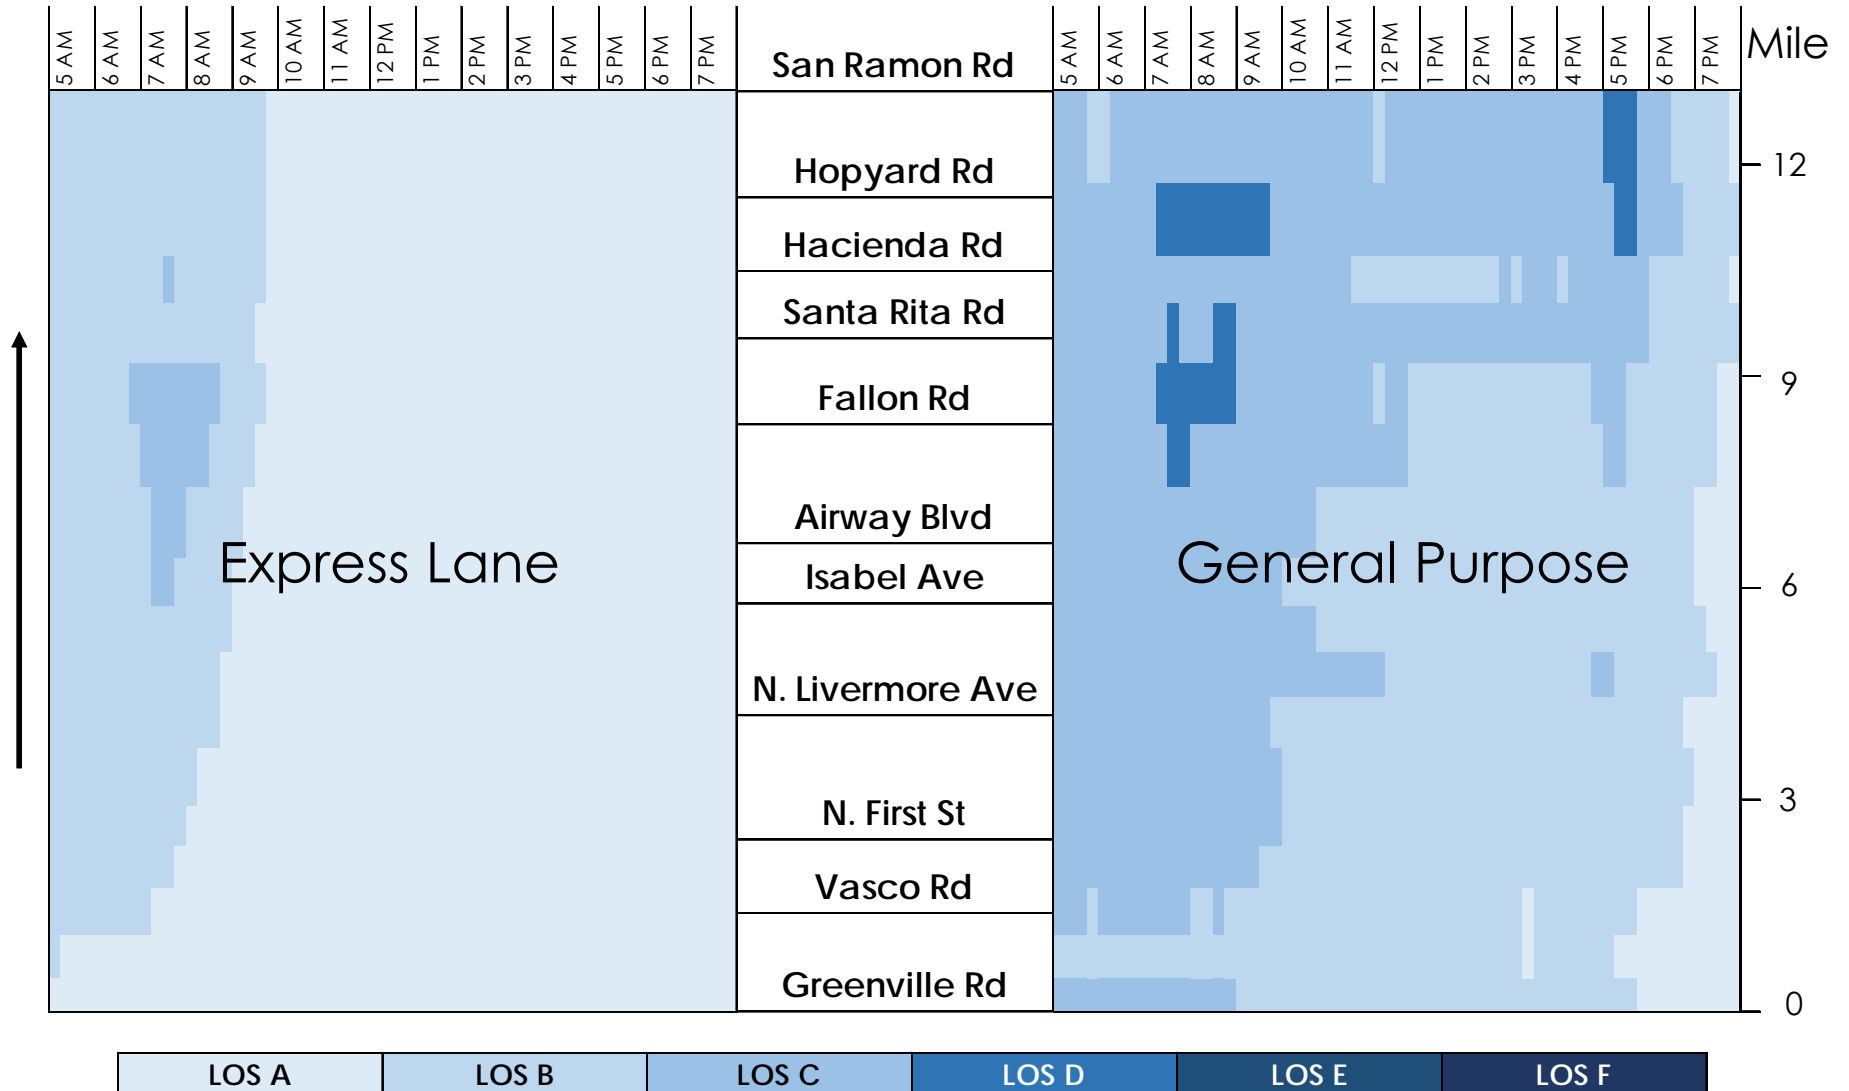 5 AM 6 AM 7 AM 8 AM 9 AM 10 AM 11 AM 12 PM 1 PM 2 PM 3 PM 4 PM 5 PM 6 PM 7 PM
San Ramon Rd
5 AM 6 AM 7 AM 8 AM 9 AM 10 AM 11 AM 12 PM 1 PM 2 PM 3 PM 4 PM 5 PM 6 PM 7 PM
Mile
Hopyard Rd
12
Hacienda Rd
Santa Rita Rd
Fallon Rd
9
Airway Blvd
Express Lane
Isabel Ave
General Purpose
6
N. Livermore Ave
N. First St
3
Vasco Rd
Greenville Rd
0
LOS A LOS B LOS C LOS D LOS E LOS F